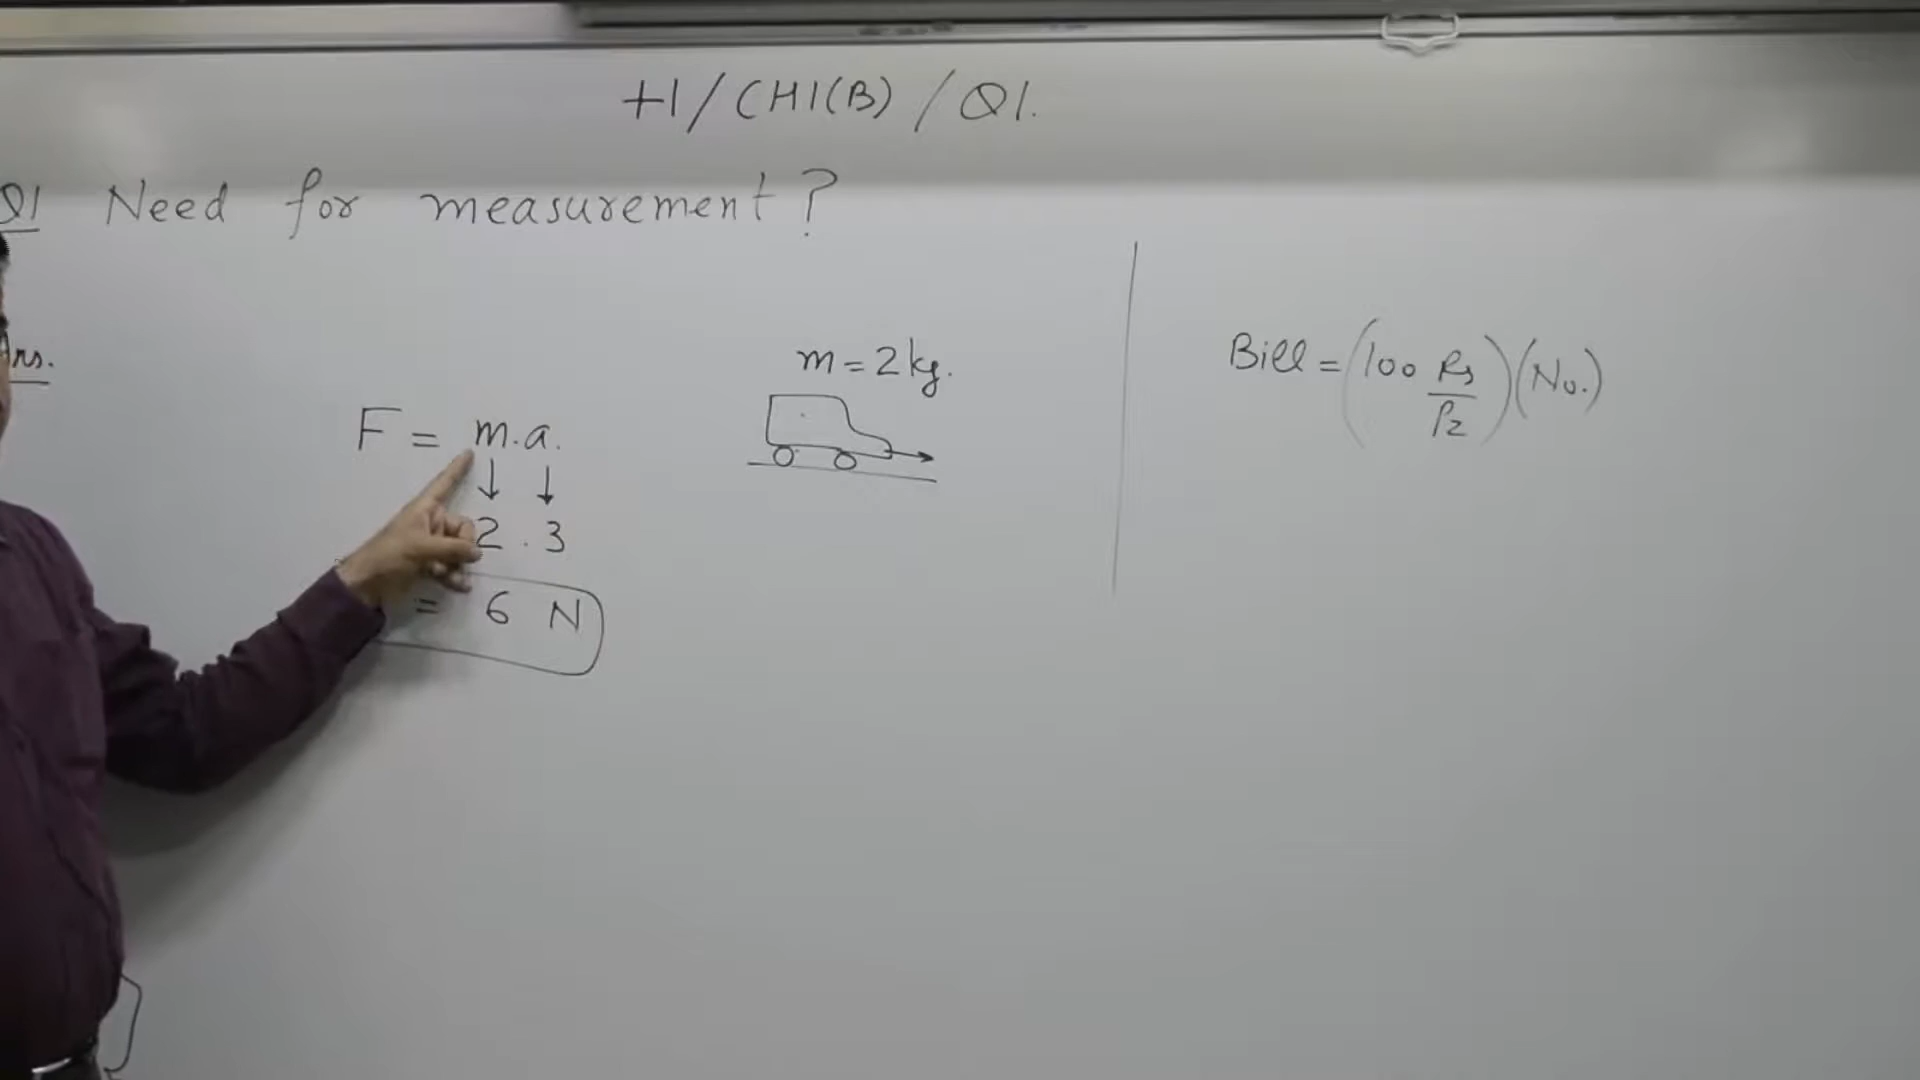 +1/CH1(B)/Q1.
Q1 Need for measurement?
Ans.
F = m.a.
↓ ↓
2 . 3
= 6 N
m = 2 kg.
Bill = (100 Rs/Pz) (No.)